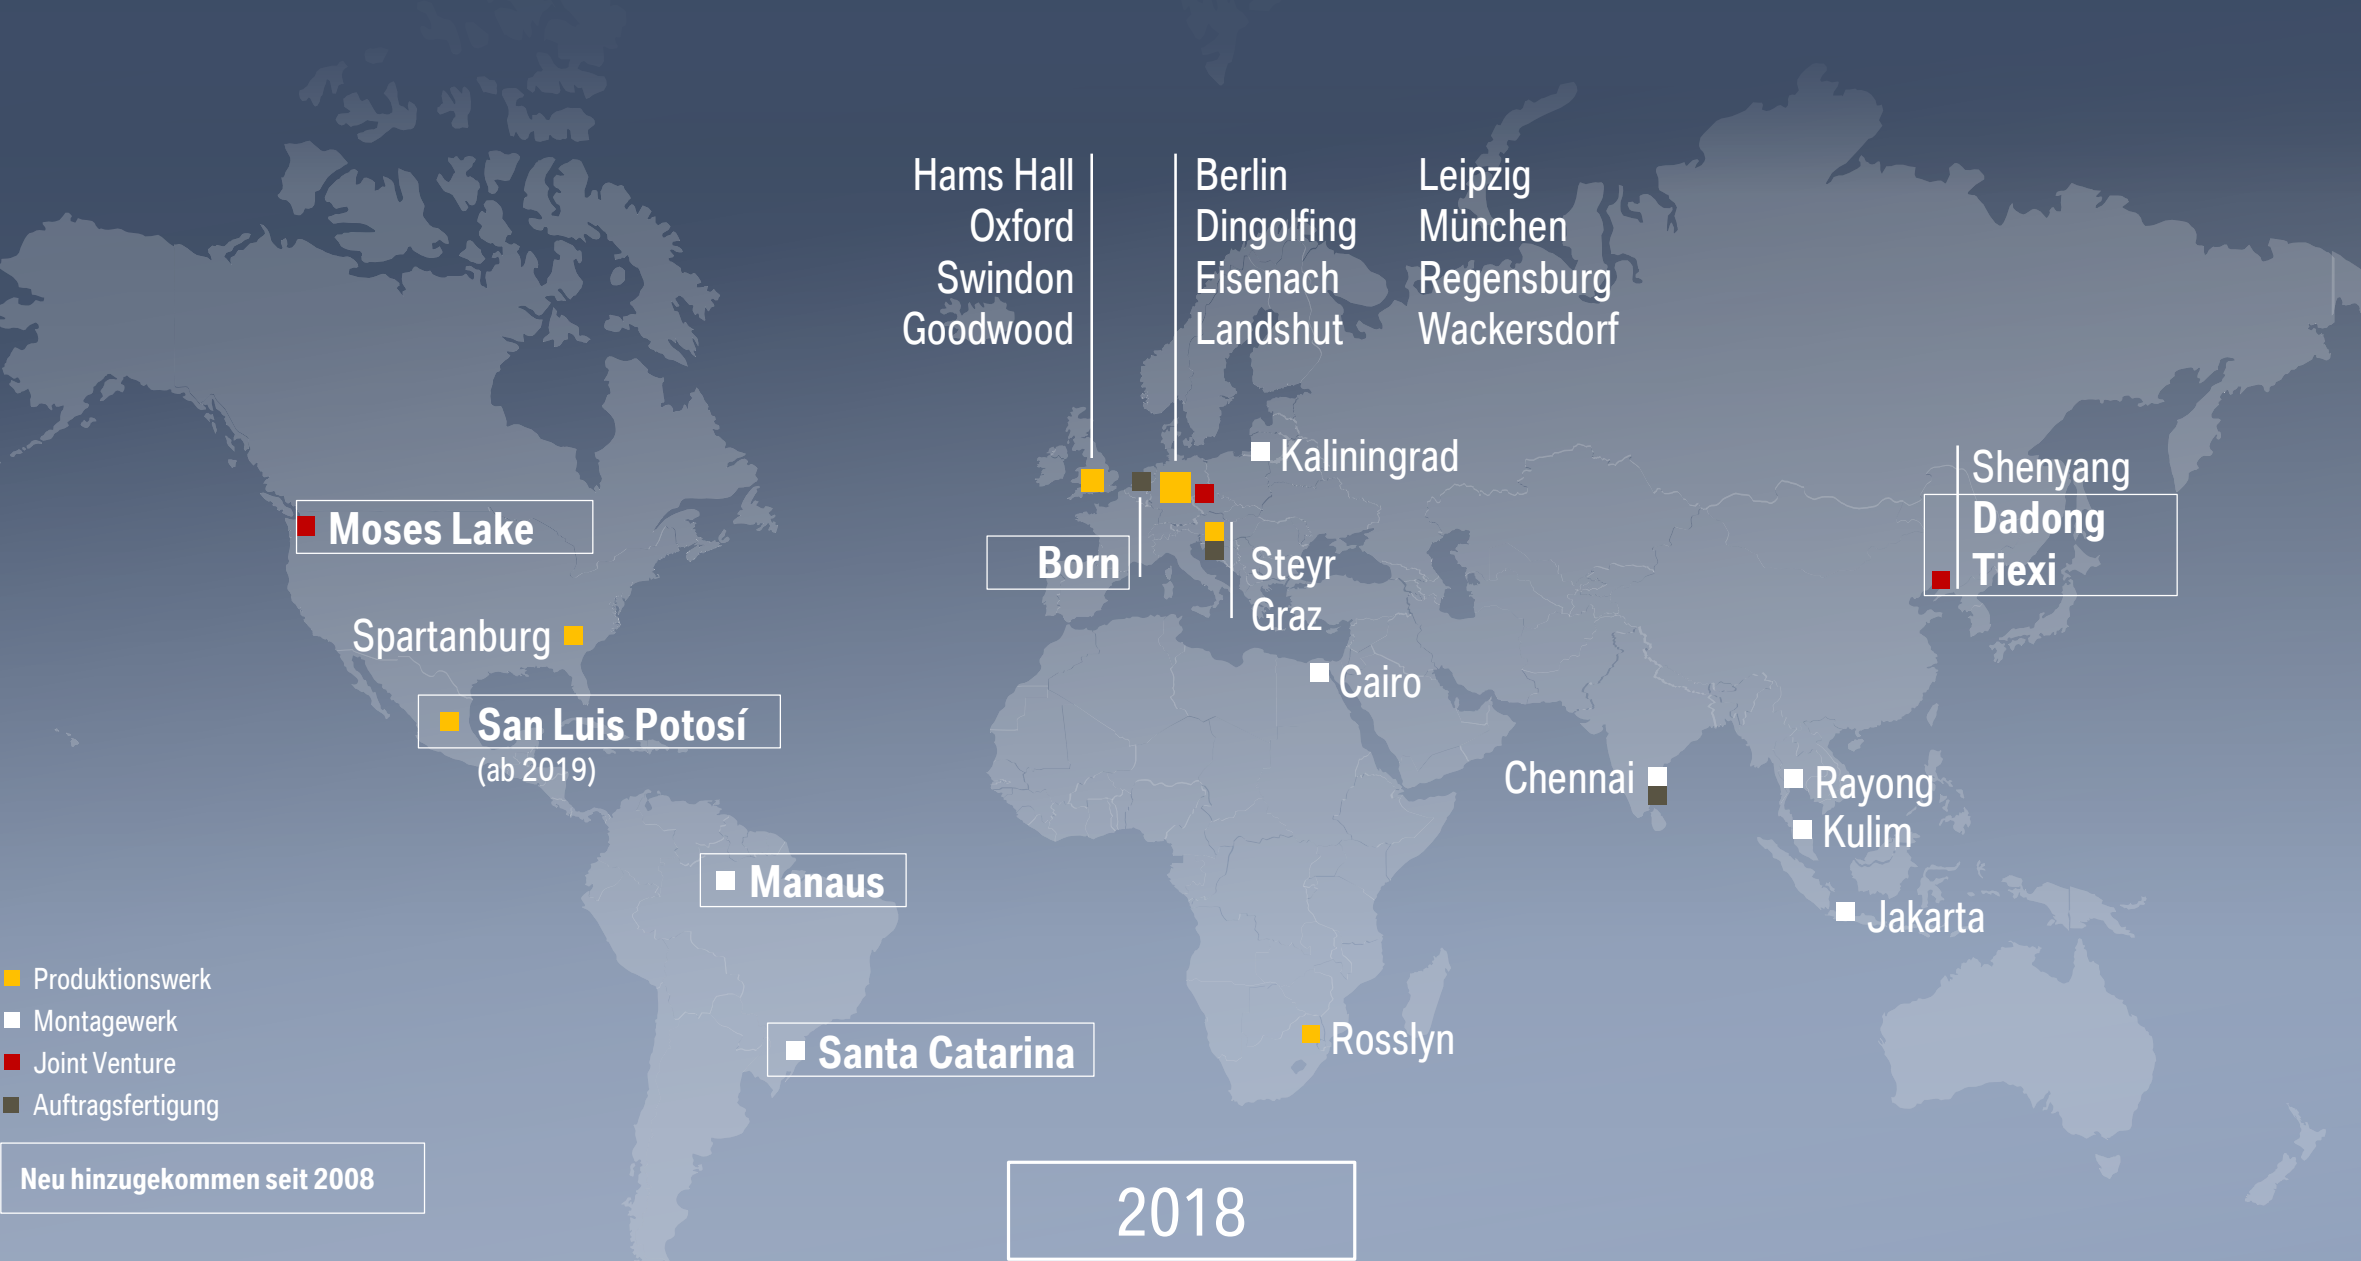 Hams Hall
Oxford
Swindon
Goodwood
Berlin
Dingolfing
Eisenach
Landshut
Leipzig
München
Regensburg
Wackersdorf
Kaliningrad
Shenyang
Dadong
Tiexi
Moses Lake
Born
Steyr
Graz
Spartanburg
Cairo
San Luis Potosí
(ab 2019)
Chennai
Rayong
Kulim
Manaus
Jakarta
Santa Catarina
Rosslyn
Produktionswerk
Montagewerk
Joint Venture
Auftragsfertigung
Neu hinzugekommen seit 2008
2018